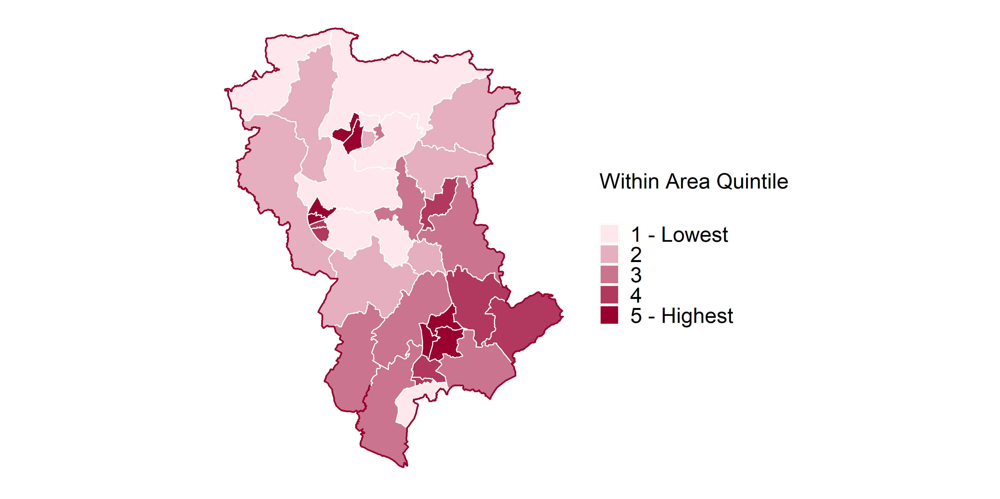 Within Area Quintile
1 - Lowest
2
3
4
5 - Highest